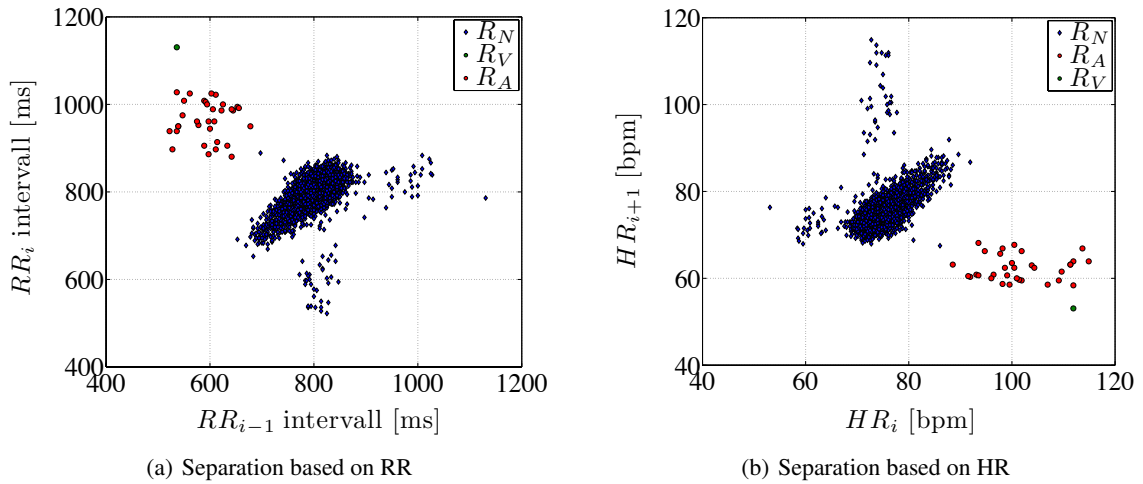 1200
1000
800
600
400
400 600 800 1000 1200
RR_i intervall [ms]
RR_{i−1} intervall [ms]
R_N
R_V
R_A
(a) Separation based on RR
120
100
80
60
40
40 60 80 100 120
HR_{i+1} [bpm]
HR_i [bpm]
R_N
R_A
R_V
(b) Separation based on HR